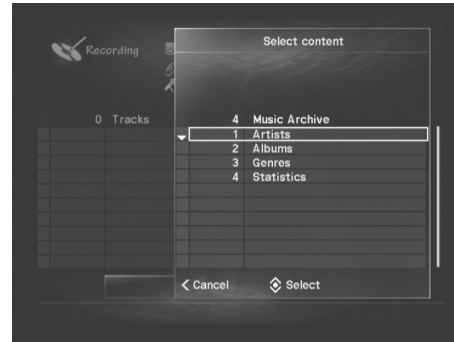 Recording
Select content
0 Tracks
4 Music Archive
1 Artists
2 Albums
3 Genres
4 Statistics
Cancel
Select